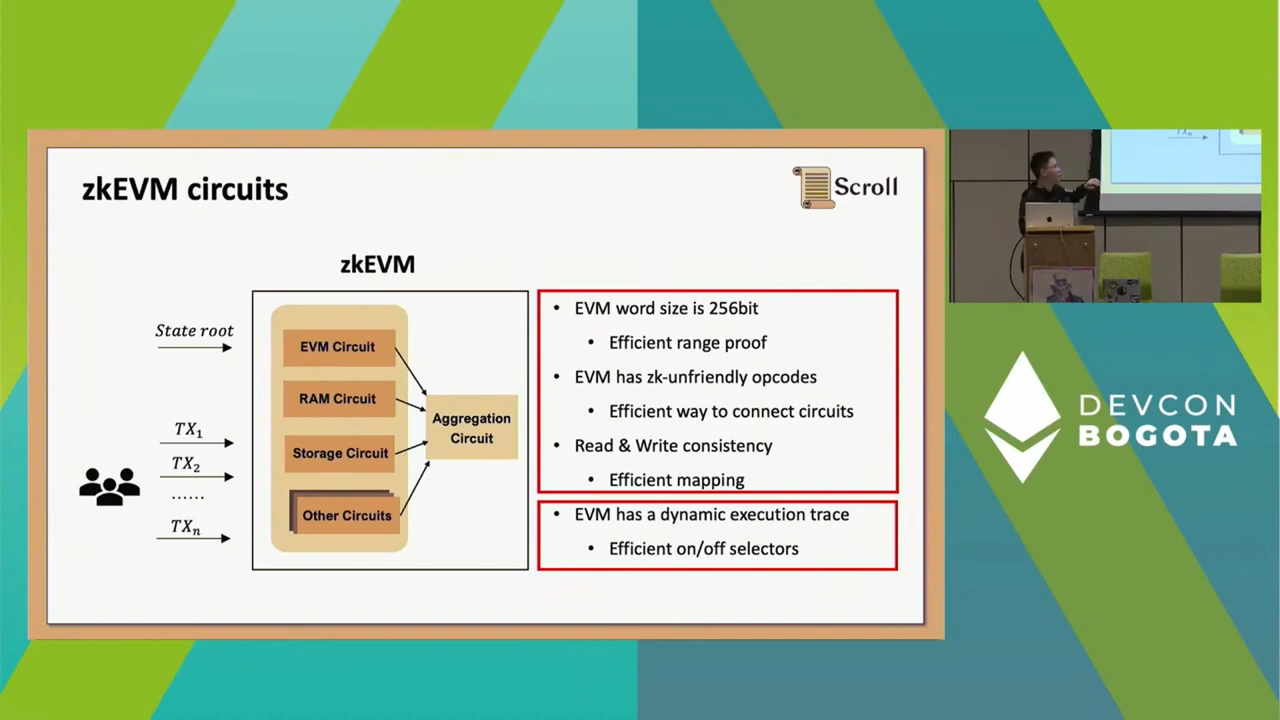 zkEVM circuits
Scroll
zkEVM
State root
TX1
TX2
......
TXn
EVM Circuit
RAM Circuit
Storage Circuit
Other Circuits
Aggregation
Circuit
• EVM word size is 256bit
• Efficient range proof
• EVM has zk-unfriendly opcodes
• Efficient way to connect circuits
• Read & Write consistency
• Efficient mapping
• EVM has a dynamic execution trace
• Efficient on/off selectors
TXn
DEVCON
BOGOTA